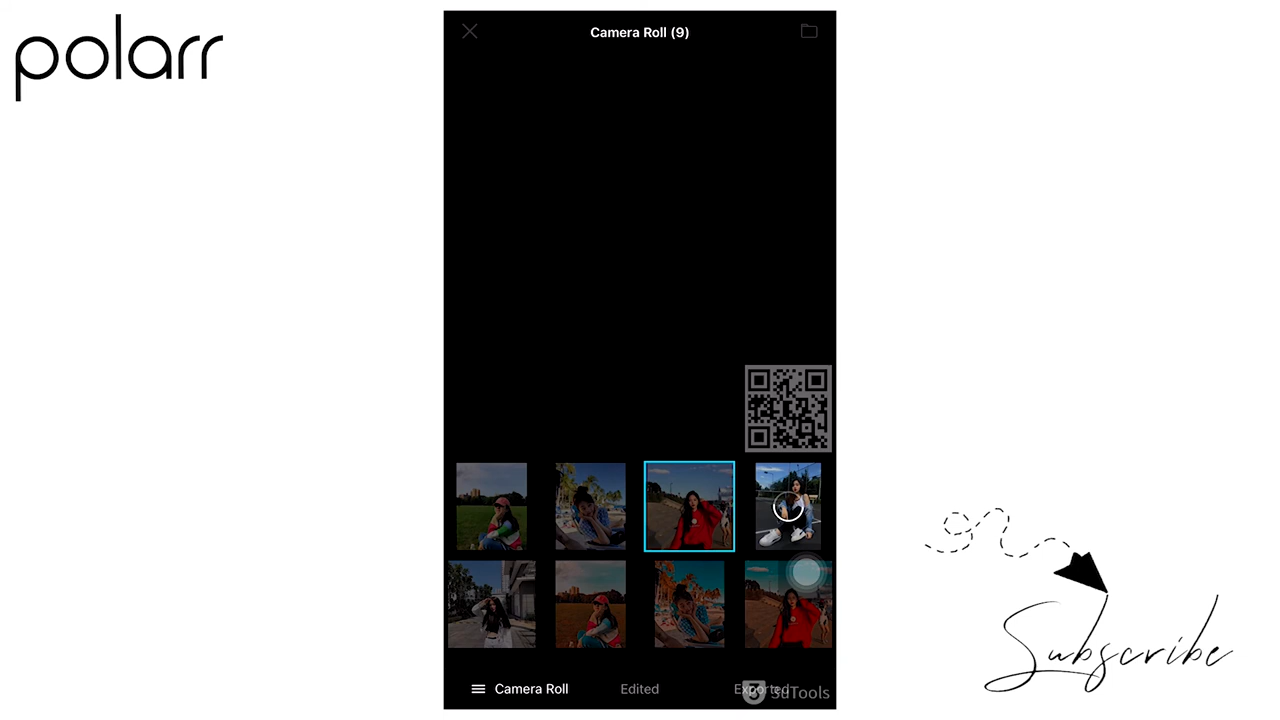 polarr
Camera Roll (9)
Camera Roll
Edited
Exported
3uTools
Subscribe